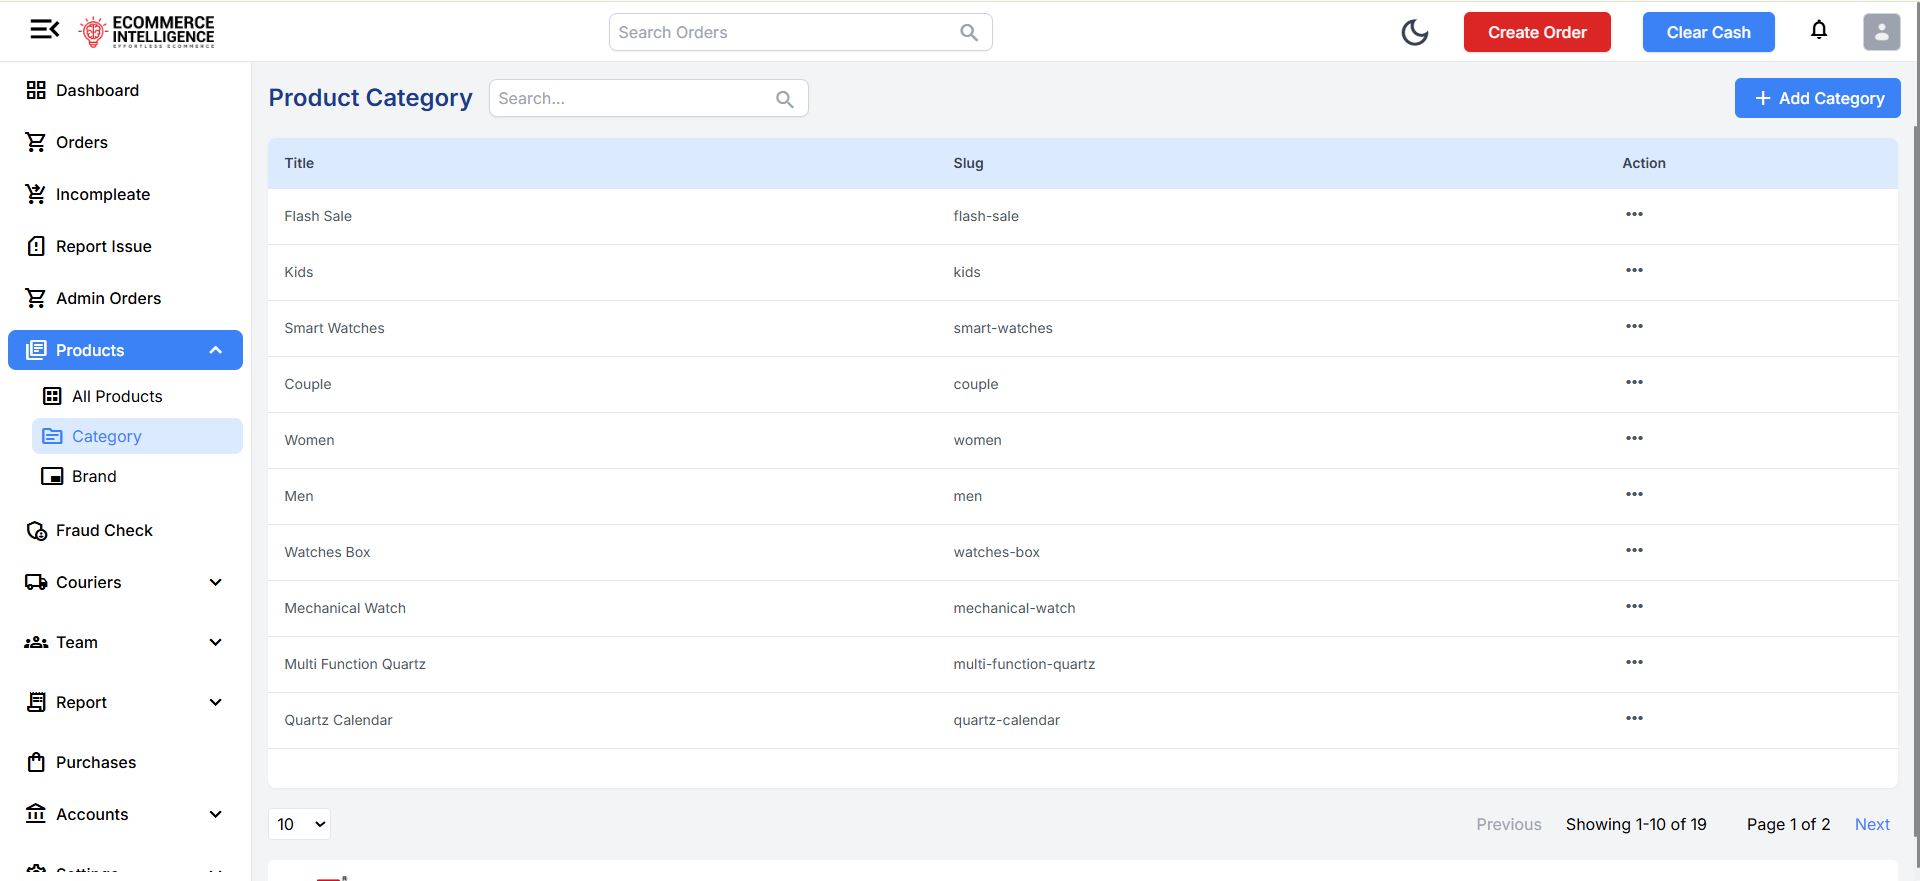 ECOMMERCE
INTELLIGENCE
EFFORTLESS ECOMMERCE
Search Orders
Create Order
Clear Cash
Dashboard
Orders
Incompleate
Report Issue
Admin Orders
Products
All Products
Category
Brand
Fraud Check
Couriers
Team
Report
Purchases
Accounts
Settings
Product Category
Search...
+ Add Category
Title Slug Action
Flash Sale flash-sale •••
Kids kids •••
Smart Watches smart-watches •••
Couple couple •••
Women women •••
Men men •••
Watches Box watches-box •••
Mechanical Watch mechanical-watch •••
Multi Function Quartz multi-function-quartz •••
Quartz Calendar quartz-calendar •••
10
Previous Showing 1-10 of 19 Page 1 of 2 Next